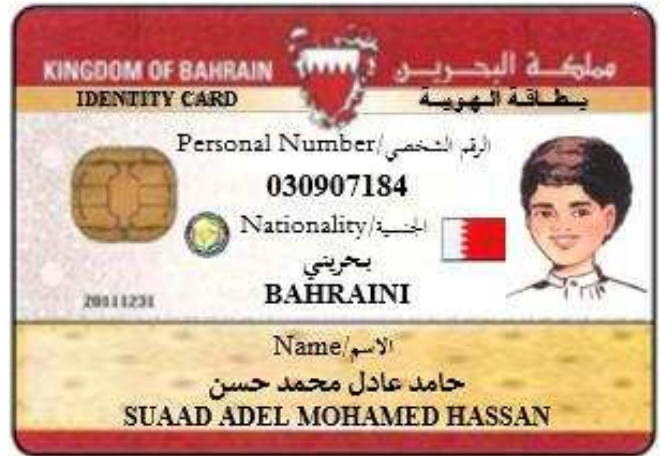 KINGDOM OF BAHRAIN مملكة البحرين
IDENTITY CARD بطاقة الهوية
Personal Number/الرقم الشخصي
030907184
Nationality/الجنسية
بحريني
BAHRAINI
20111231
Name/الاسم
حامد عادل محمد حسن
SUAAD ADEL MOHAMED HASSAN